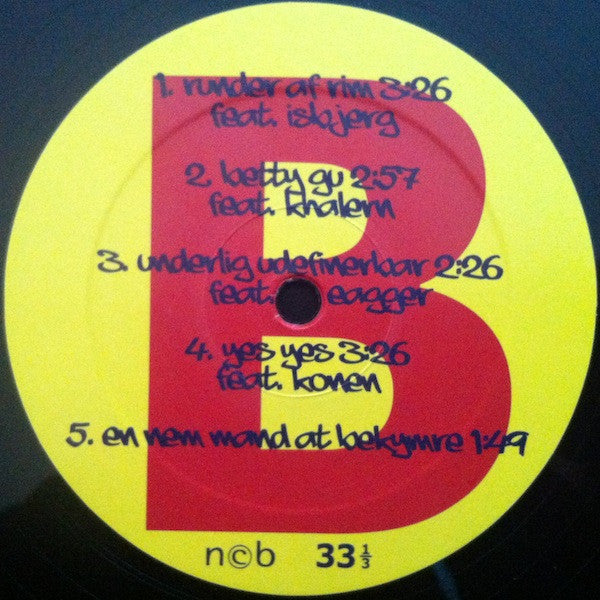 B
1. runder af rim 3:26
feat. isbjerg
2. betty gu 2:57
feat. khalem
3. underlig udefinerbar 2:26
feat. eagger
4. yes yes 3:26
feat. konen
5. en nem mand at bekymre 1:49
n©b 33⅓